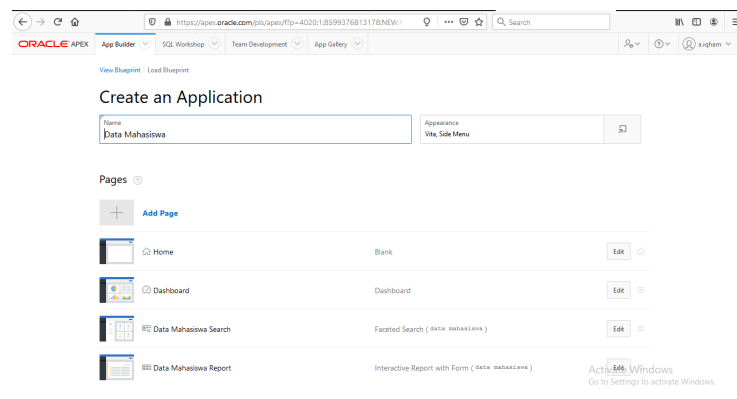 https://apex.oracle.com/pls/apex/f?p=4020:1:8599376813178:NEW:
Search
ORACLE APEX App Builder SQL Workshop Team Development App Gallery a.iqham
View Blueprint Load Blueprint
Create an Application
Name
Data Mahasiswa
Appearance
Vita, Side Menu
Pages
Add Page
Home Blank Edit
Dashboard Dashboard Edit
Data Mahasiswa Search Faceted Search ( data mahasiswa ) Edit
Data Mahasiswa Report Interactive Report with Form ( data mahasiswa ) Edit
Activate Windows
Go to Settings to activate Windows.